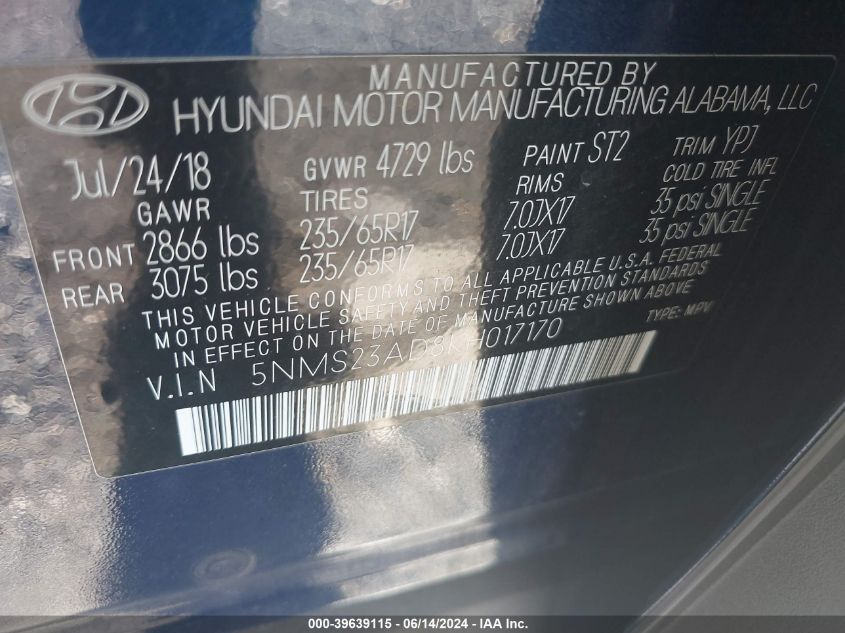 MANUFACTURED BY
HYUNDAI MOTOR MANUFACTURING ALABAMA, LLC
Jul/24/18 GVWR 4729 lbs PAINT ST2 TRIM YPJ
GAWR TIRES RIMS COLD TIRE INFL
FRONT 2866 lbs 235/65R17 7.0JX17 35 psi SINGLE
REAR 3075 lbs 235/65R17 7.0JX17 35 psi SINGLE
THIS VEHICLE CONFORMS TO ALL APPLICABLE U.S.A. FEDERAL
MOTOR VEHICLE SAFETY AND THEFT PREVENTION STANDARDS
IN EFFECT ON THE DATE OF MANUFACTURE SHOWN ABOVE
V.I.N 5NMS23AD8KH017170 TYPE: MPV
000-39639115 - 06/14/2024 - IAA Inc.